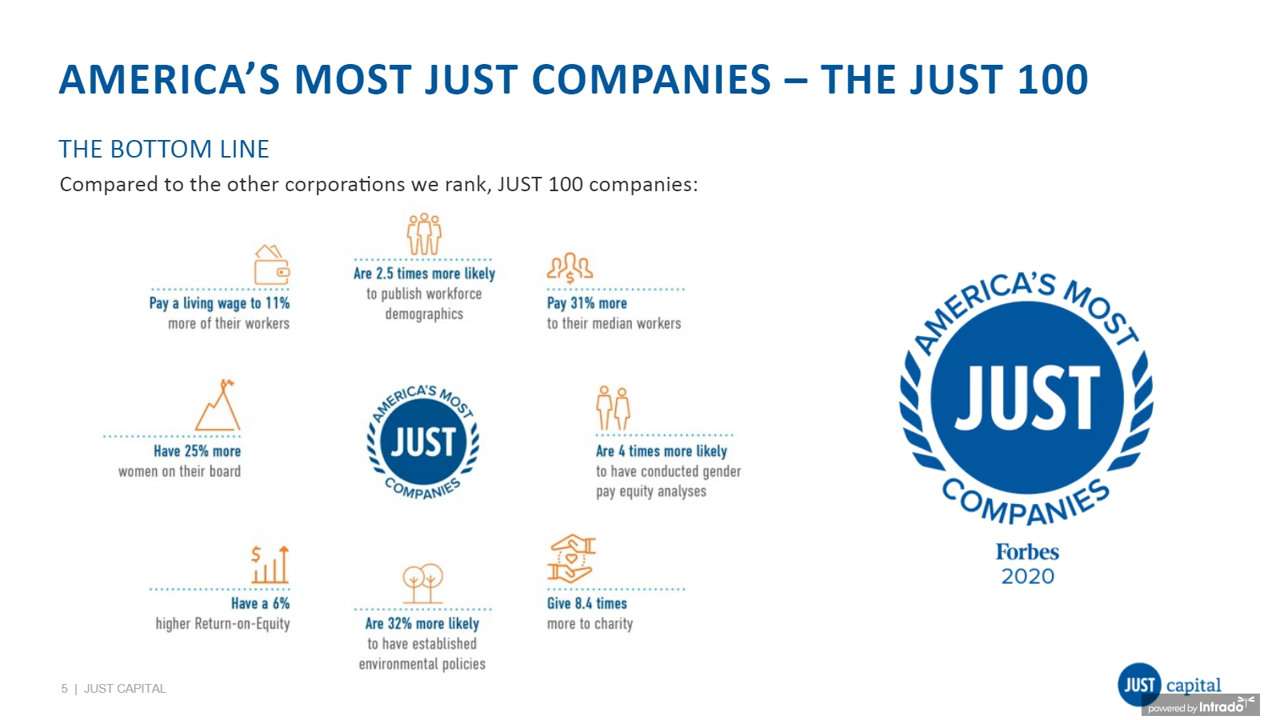 AMERICA'S MOST JUST COMPANIES – THE JUST 100
THE BOTTOM LINE
Compared to the other corporations we rank, JUST 100 companies:
Are 2.5 times more likely
to publish workforce
demographics
Pay a living wage to 11%
more of their workers
Pay 31% more
to their median workers
Have 25% more
women on their board
AMERICA'S MOST
JUST
COMPANIES
Are 4 times more likely
to have conducted gender
pay equity analyses
Have a 6%
higher Return-on-Equity
Are 32% more likely
to have established
environmental policies
Give 8.4 times
more to charity
AMERICA'S MOST
JUST
COMPANIES
Forbes
2020
5 | JUST CAPITAL
JUST capital
powered by Intrado